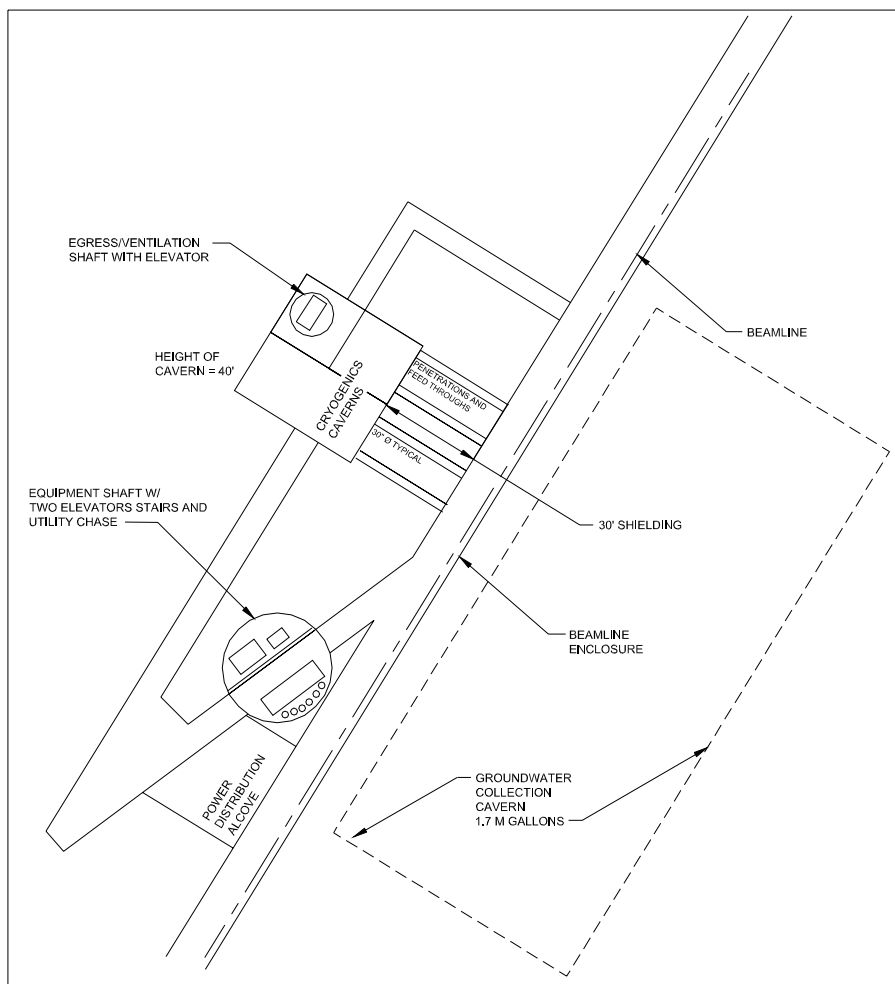 EGRESS/VENTILATION
SHAFT WITH ELEVATOR
BEAMLINE
HEIGHT OF
CAVERN = 40'
CRYOGENICS
CAVERNS
PENETRATIONS AND
FEED THROUGHS
30" Ø TYPICAL
EQUIPMENT SHAFT W/
TWO ELEVATORS STAIRS AND
UTILITY CHASE
30' SHIELDING
BEAMLINE
ENCLOSURE
POWER
DISTRIBUTION
ALCOVE
GROUNDWATER
COLLECTION
CAVERN
1.7 M GALLONS